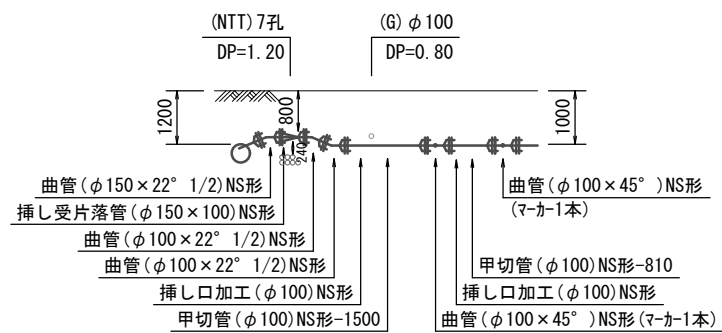 (NTT)7孔
(G)φ100
DP=1.20
DP=0.80
1200
800
1000
240
曲管(φ150×22°1/2)NS形
挿し受片落管(φ150×100)NS形
曲管(φ100×22°1/2)NS形
曲管(φ100×22°1/2)NS形
挿し口加工(φ100)NS形
甲切管(φ100)NS形-1500
曲管(φ100×45°)NS形
(マーカー1本)
甲切管(φ100)NS形-810
挿し口加工(φ100)NS形
曲管(φ100×45°)NS形(マーカー1本)